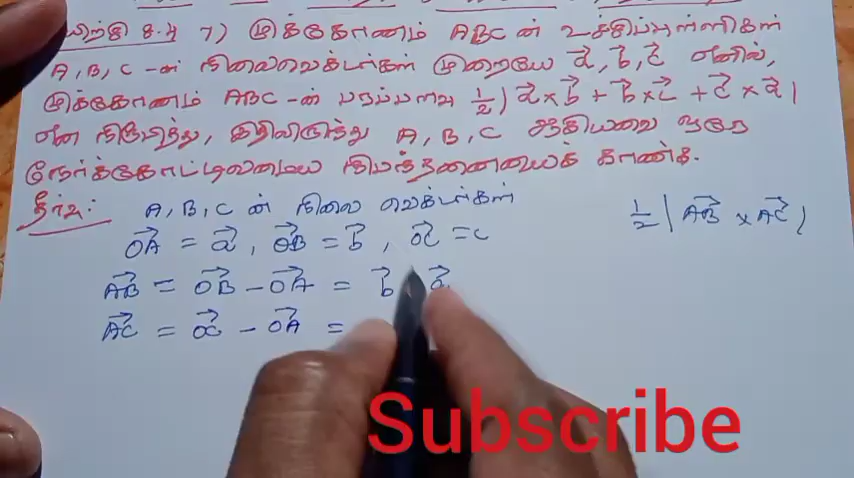 பயிற்சி 8.4 7) முக்கோணம் ABC ன் உச்சிப்புள்ளிகள்
A, B, C -ன் நிலைவெக்டர்கள் முறையே a⃗, b⃗, c⃗ எனில்,
முக்கோணம் ABC -ன் பரப்பளவு 1/2 | a⃗ × b⃗ + b⃗ × c⃗ + c⃗ × a⃗ |
என நிரூபித்து, இதிலிருந்து A, B, C ஆகியவை ஒரே
நேர்க்கோட்டிலமைய நிபந்தனையைக் காண்க.
தீர்வு: A, B, C ன் நிலை வெக்டர்கள்
OA⃗ = a⃗, OB⃗ = b⃗, OC⃗ = c
1/2 | AB⃗ × AC⃗ |
AB⃗ = OB⃗ - OA⃗ = b⃗ a⃗
AC⃗ = OC⃗ - OA⃗ =
Subscribe